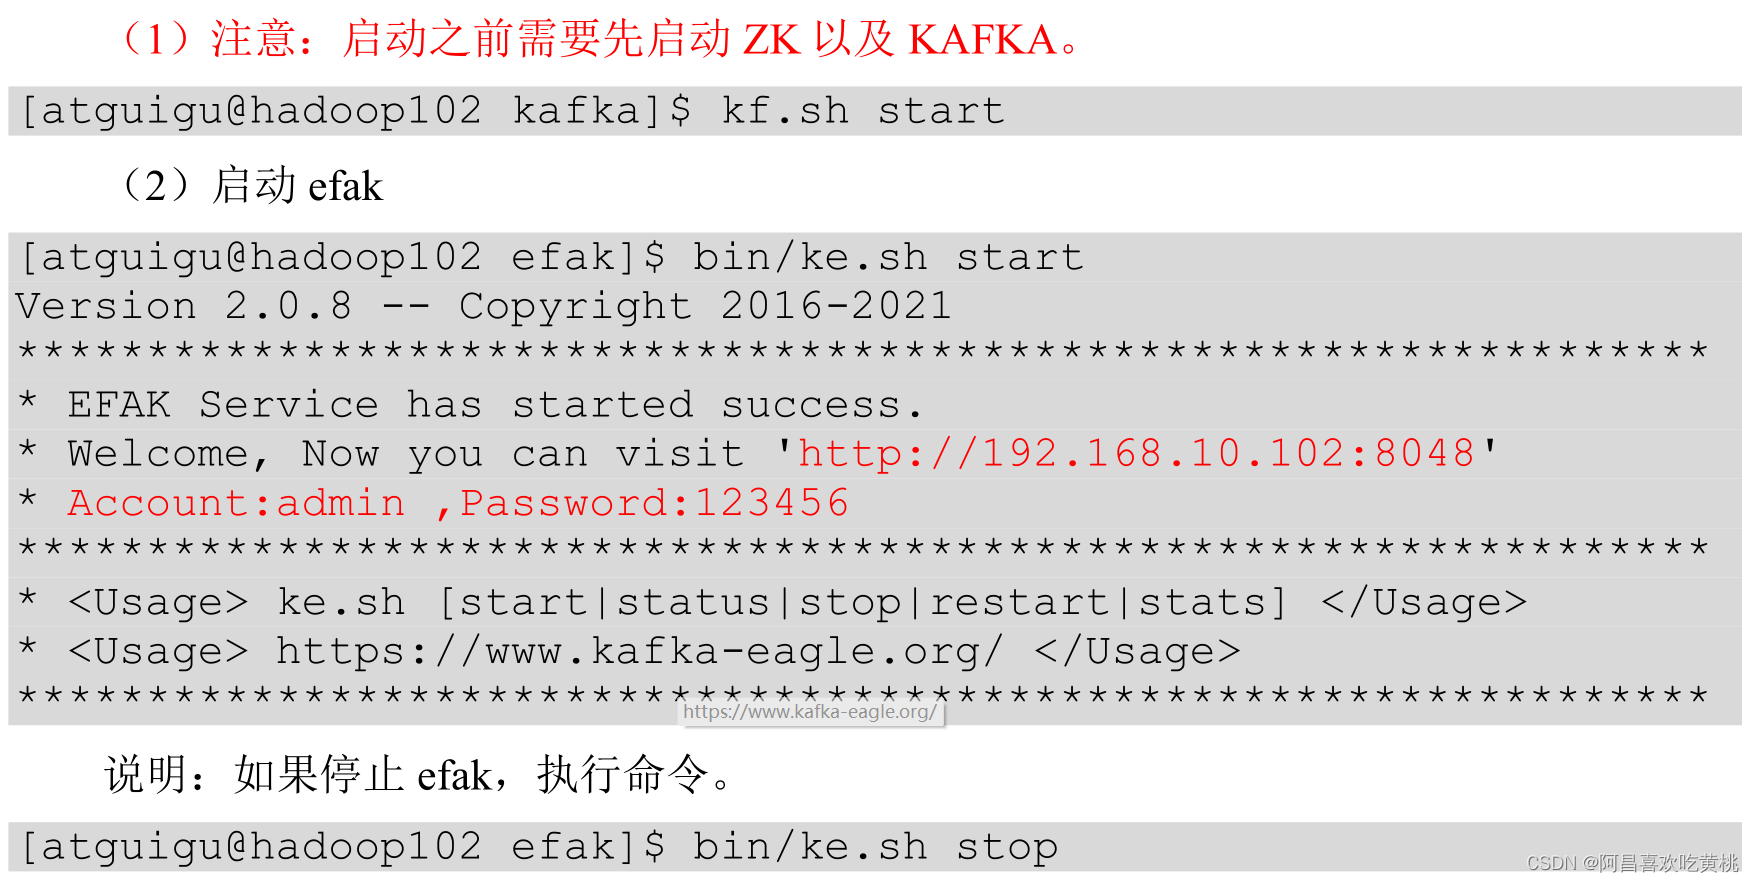 （1）注意：启动之前需要先启动 ZK 以及 KAFKA。
[atguigu@hadoop102 kafka]$ kf.sh start
（2）启动 efak
[atguigu@hadoop102 efak]$ bin/ke.sh start
Version 2.0.8 -- Copyright 2016-2021
*****************************************************************
* EFAK Service has started success.
* Welcome, Now you can visit 'http://192.168.10.102:8048'
* Account:admin ,Password:123456
*****************************************************************
* <Usage> ke.sh [start|status|stop|restart|stats] </Usage>
* <Usage> https://www.kafka-eagle.org/ </Usage>
*****************************************************************
https://www.kafka-eagle.org/
说明：如果停止 efak，执行命令。
[atguigu@hadoop102 efak]$ bin/ke.sh stop
CSDN @阿昌喜欢吃黄桃